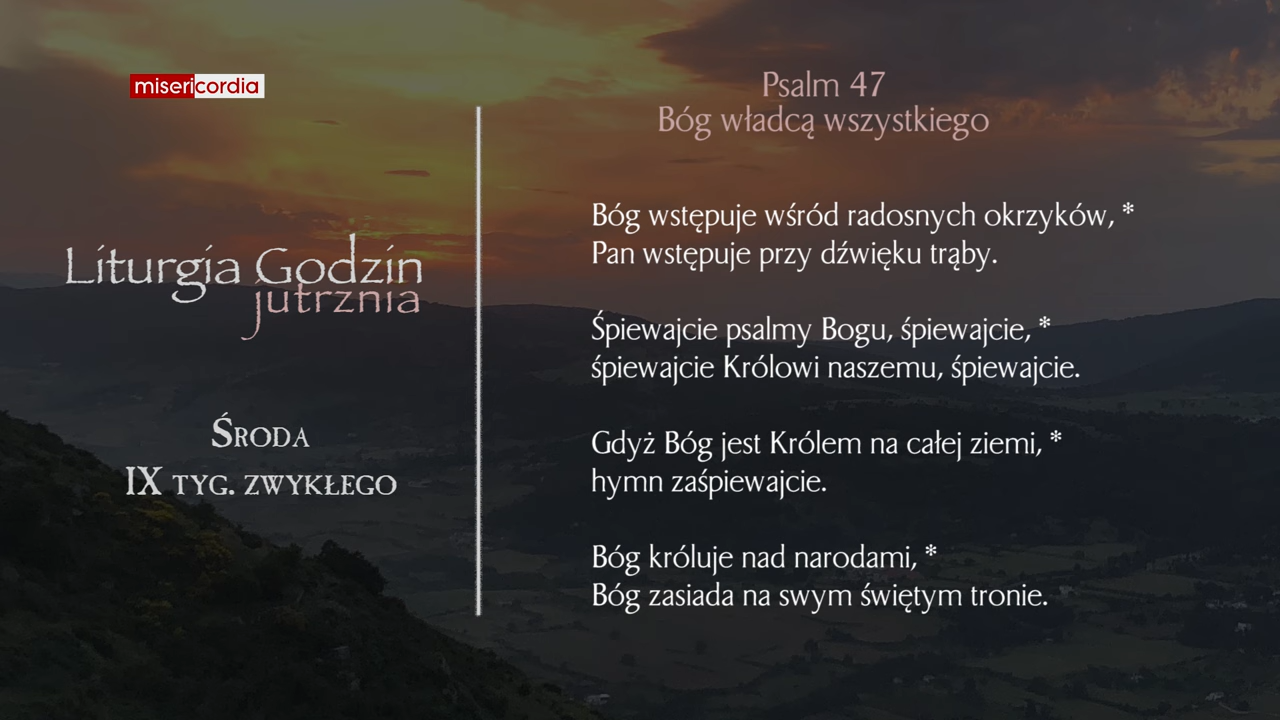 misericordia
Liturgia Godzin
jutrznia
Środa
IX tyg. zwykłego
Psalm 47
Bóg władcą wszystkiego
Bóg wstępuje wśród radosnych okrzyków, *
Pan wstępuje przy dźwięku trąby.
Śpiewajcie psalmy Bogu, śpiewajcie, *
śpiewajcie Królowi naszemu, śpiewajcie.
Gdyż Bóg jest Królem na całej ziemi, *
hymn zaśpiewajcie.
Bóg króluje nad narodami, *
Bóg zasiada na swym świętym tronie.